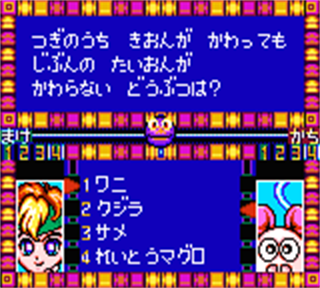 つぎのうち きおんが かわっても
じぶんの たいおんが
かわらない どうぶつは?
まけ かち
1234 1234
1 ワニ
2 クジラ
3 サメ
4 れいとうマグロ